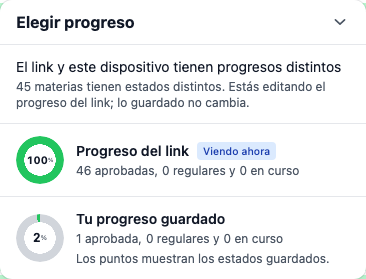 Elegir progreso
El link y este dispositivo tienen progresos distintos
45 materias tienen estados distintos. Estás editando el
progreso del link; lo guardado no cambia.
100%
Progreso del link
Viendo ahora
46 aprobadas, 0 regulares y 0 en curso
2%
Tu progreso guardado
1 aprobada, 0 regulares y 0 en curso
Los puntos muestran los estados guardados.